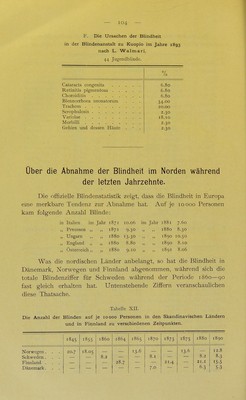 — 104 —
F. Die Ursachen der Blindheit
in der Blindenanstalt zu Kuopio im Jahre 1893
nach L. Walmari.
44 Jugendblinde.
%
Cataracta congenita . . . . 6.80
Retinitis pigmentosa . . . . 6.80
Chorioiditis . . . . 6.80
Blennorrhoea neonatorum . . . . 34.00
Trachom . . . . 20.00
Scrophulosis . . . . 2.30
Variolae . . . . 18.10
Morbilli . . . . 2.30
Gehirn und dessen Häute . . . . 2.30
Über die Abnahme der Blindheit im Norden während
der letzten Jahrzehnte.
Die offizielle Blindenstatistik zeigt, dass die Blindheit in Europa
eine merkbare Tendenz zur Abnahme hat. Auf je 10000 Personen
kam folgende Anzahl Blinde:
in Italien im Jahr 1871 10.06 im Jahr 1881 7.60
» Preussen » » 1871 9.30 » » 1880 8.30
» Ungarn » » 1880 13.30 » » 1890 10.50
» England » » 1880 8.80 » » 1890 8.10
» Österreich » » 1880 9.10 » » 1891 8.06
Was die nordischen Länder anbelangt, so hat die Blindheit in
Dänemark, Norwegen und Finnland abgenommen, während sich die
totale Blindenziffer für Schweden während der Periode 1860—90
fast gleich erhalten hat. Untenstehende Ziffern veranschaulichen
diese Thatsache.
Tabelle XII
Die Anzahl der Blinden auf je 10 000 Personen in den Skandinavischen Ländern
und in Finnland zu verschiedenen Zeitpunkten.
1845 1855 1860 1864 1865 1870 1873 1875 1880 1890
Norwegen. . . 20.7 18.05 — — 13.6 — — 13.6 — 12.8
Schweden. . . — — 8.4 — — 8.1 — — 8.2 8.3
Finnland . . . — — — 28.7 — — 21.4 — 21.2 15.5
Dänemark. . . — — — — — 7.9 — — 6.5 5.5